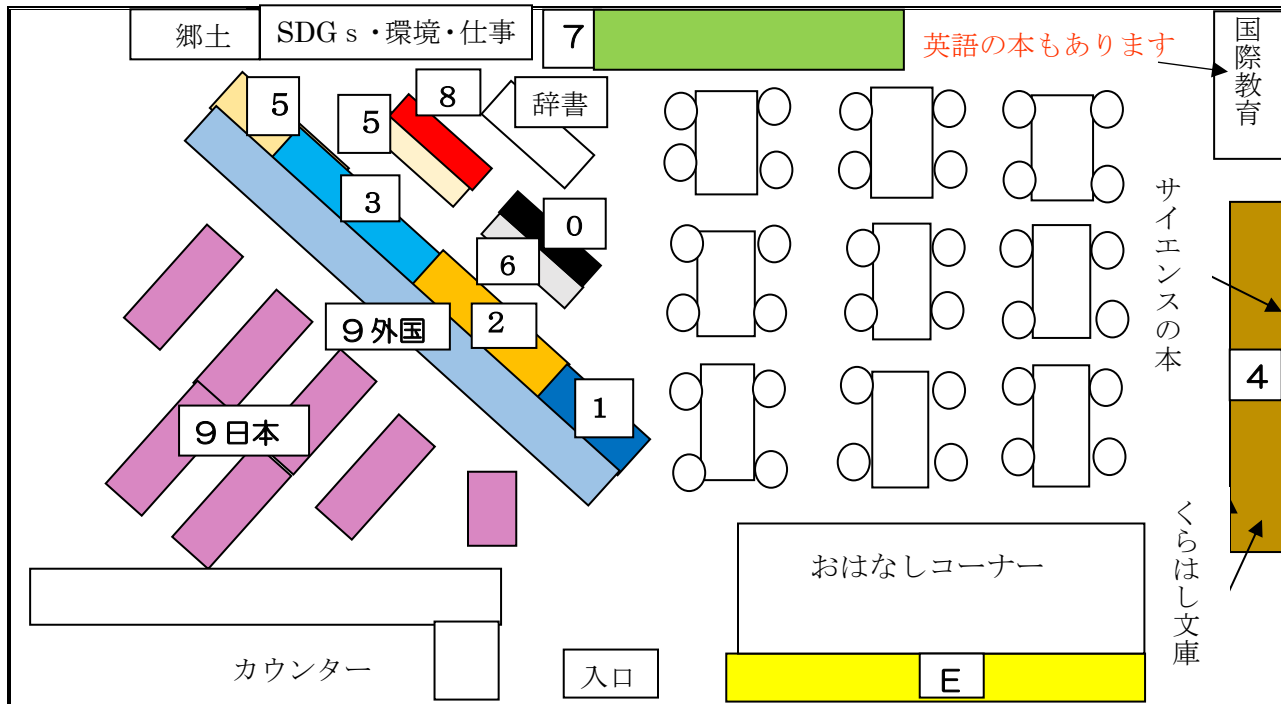 郷土
SDGs・環境・仕事
7
英語の本もあります
国際教育
5
5
8
辞書
3
0
6
サイエンスの本
9外国
2
4
1
9日本
おはなしコーナー
くらはし文庫
カウンター
入口
E